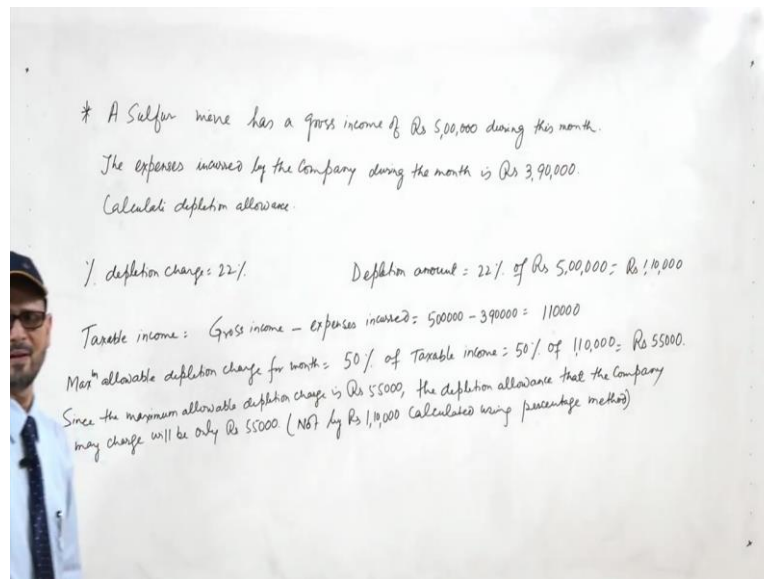 * A Sulfur mine has a gross income of Rs 5,00,000 during this month.
The expenses incurred by the Company during the month is Rs 3,90,000.
Calculate depletion allowance.
% depletion charge = 22%. Depletion amount = 22% of Rs 5,00,000 = Rs 1,10,000
Taxable income = Gross income - expenses incurred = 500000 - 390000 = 110000
Maxm allowable depletion charge for month = 50% of Taxable income = 50% of 1,10,000 = Rs 55000.
Since the maximum allowable depletion charge is Rs 55000, the depletion allowance that the Company
may charge will be only Rs 55000. (Not by Rs 1,10,000 Calculated using percentage method)